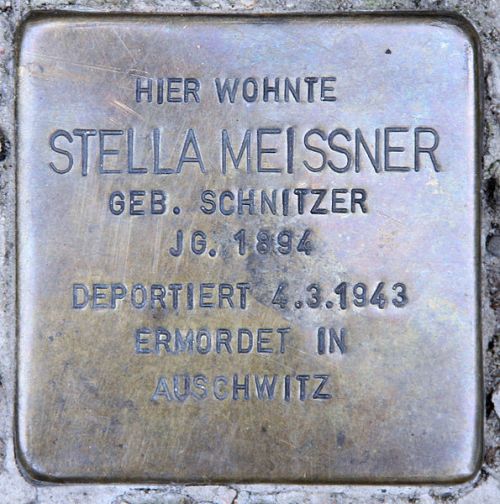 HIER WOHNTE
STELLA MEISSNER
GEB. SCHNITZER
JG. 1894
DEPORTIERT 4.3.1943
ERMORDET IN
AUSCHWITZ